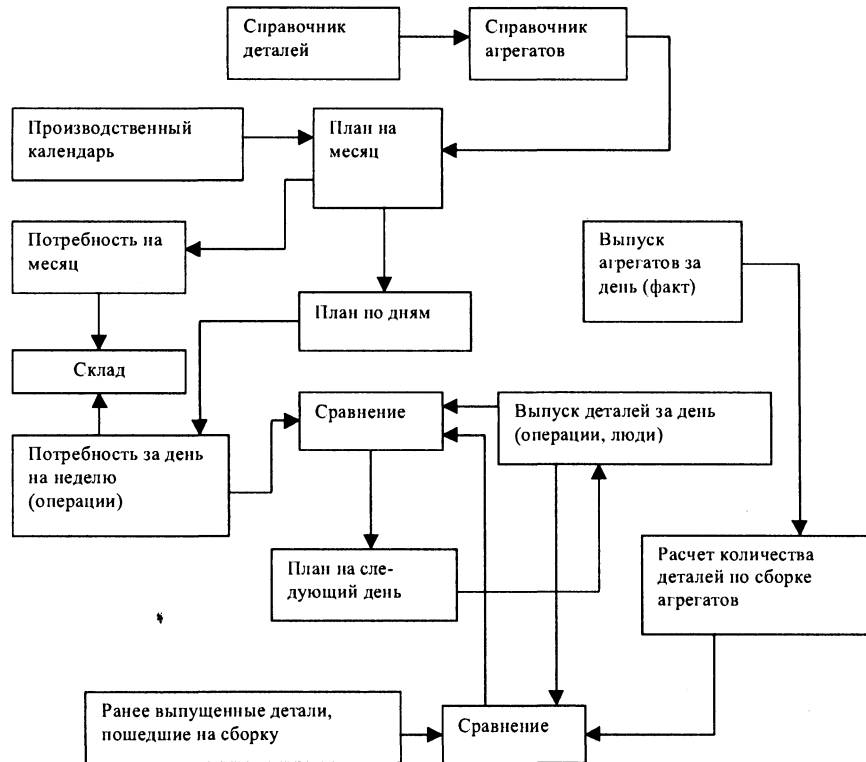 Справочник
деталей
Справочник
агрегатов
Производственный
календарь
План на
месяц
Потребность на
месяц
Выпуск
агрегатов за
день (факт)
План по дням
Склад
Сравнение
Выпуск деталей за день
(операции, люди)
Потребность за день
на неделю
(операции)
План на сле-
дующий день
Расчет количества
деталей по сборке
агрегатов
Ранее выпущенные детали,
пошедшие на сборку
Сравнение